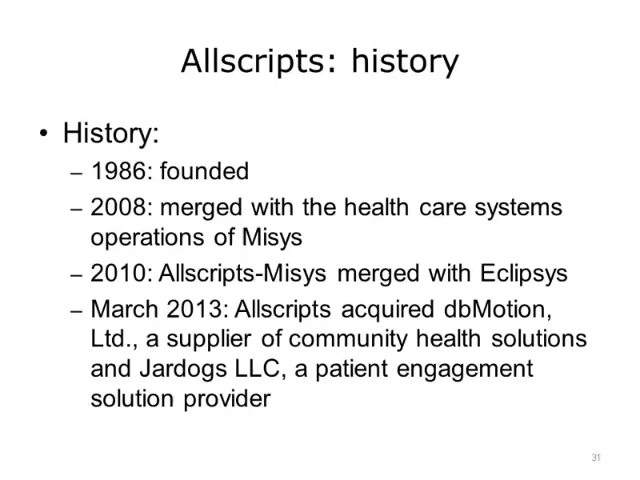 Allscripts: history
• History:
– 1986: founded
– 2008: merged with the health care systems
operations of Misys
– 2010: Allscripts-Misys merged with Eclipsys
– March 2013: Allscripts acquired dbMotion,
Ltd., a supplier of community health solutions
and Jardogs LLC, a patient engagement
solution provider
31